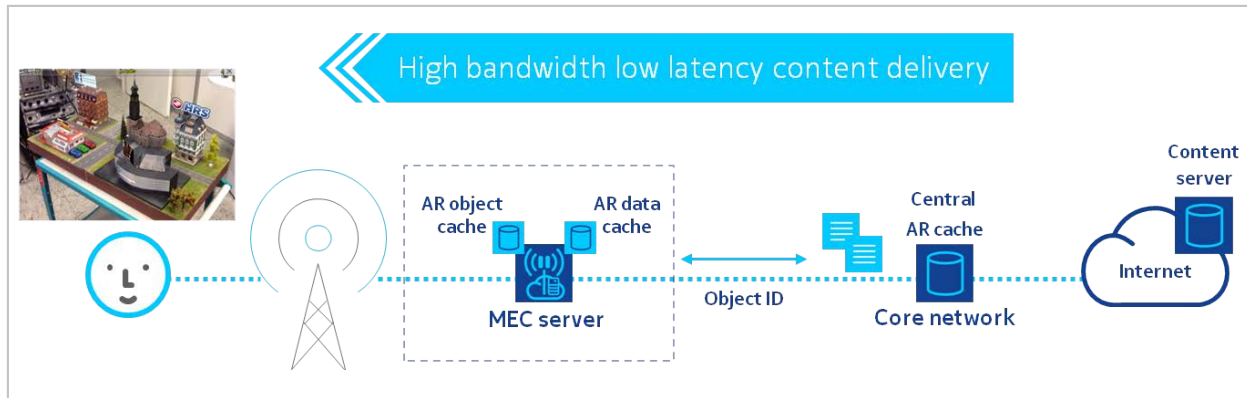 High bandwidth low latency content delivery
HRS
Content
server
AR object
cache
AR data
cache
Central
AR cache
Internet
Object ID
MEC server
Core network